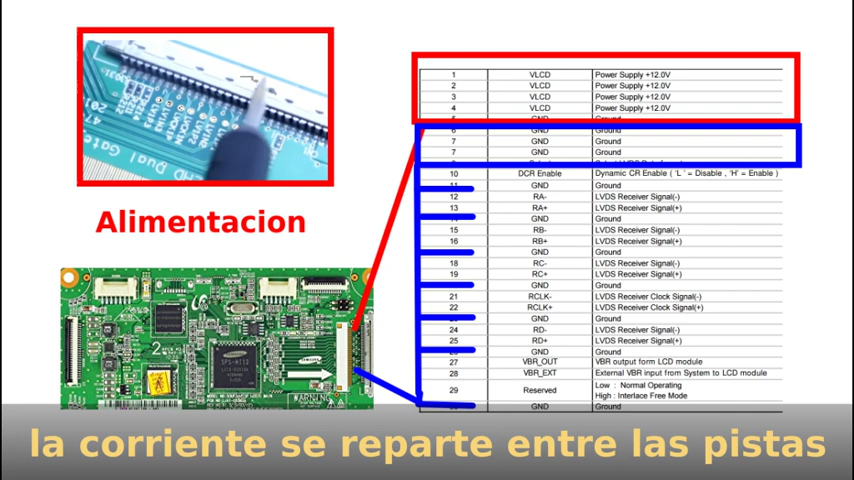 1 VLCD Power Supply +12.0V
2 VLCD Power Supply +12.0V
3 VLCD Power Supply +12.0V
4 VLCD Power Supply +12.0V
GND Ground
6 GND Ground
7 GND Ground
7 GND Ground
10 DCR Enable Dynamic CR Enable ( 'L ' = Disable , 'H' = Enable )
GND Ground
12 RA- LVDS Receiver Signal(-)
13 RA+ LVDS Receiver Signal(+)
GND Ground
15 RB- LVDS Receiver Signal(-)
16 RB+ LVDS Receiver Signal(+)
GND Ground
18 RC- LVDS Receiver Signal(-)
19 RC+ LVDS Receiver Signal(+)
GND Ground
21 RCLK- LVDS Receiver Clock Signal(-)
22 RCLK+ LVDS Receiver Clock Signal(+)
GND Ground
24 RD- LVDS Receiver Signal(-)
25 RD+ LVDS Receiver Signal(+)
GND Ground
27 VBR_OUT VBR output form LCD module
28 VBR_EXT External VBR input from System to LCD module
29 Reserved Low : Normal Operating
High : Interlace Free Mode
GND Ground
Alimentacion
SAMSUNG
la corriente se reparte entre las pistas